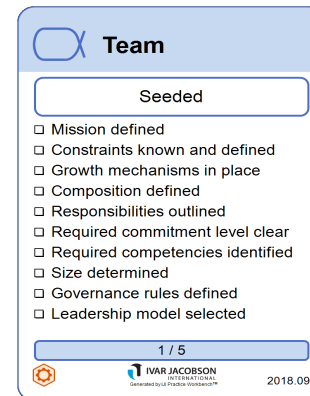 Team
Seeded
Mission defined
Constraints known and defined
Growth mechanisms in place
Composition defined
Responsibilities outlined
Required commitment level clear
Required competencies identified
Size determined
Governance rules defined
Leadership model selected
1 / 5
IVAR JACOBSON
INTERNATIONAL
Generated by IJI Practice Workbench™
2018.09